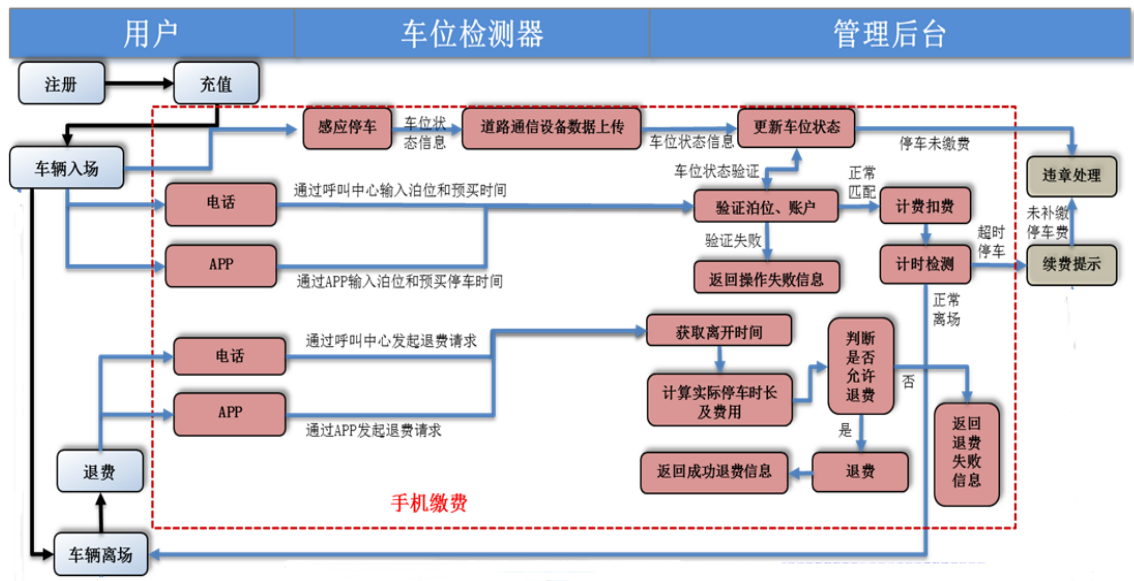 用户
车位检测器
管理后台
注册
充值
车辆入场
感应停车
车位状
态信息
道路通信设备数据上传
车位状态信息
更新车位状态
停车未缴费
违章处理
电话
通过呼叫中心输入泊位和预买时间
车位状态验证
验证泊位、账户
正常
匹配
计费扣费
未补缴
停车费
APP
通过APP输入泊位和预买停车时间
验证失败
返回操作失败信息
计时检测
超时
停车
续费提示
正常
离场
电话
通过呼叫中心发起退费请求
获取离开时间
判断
是否
允许
退费
APP
通过APP发起退费请求
计算实际停车时长
及费用
否
是
返回
退费
失败
信息
退费
返回成功退费信息
退费
手机缴费
车辆离场